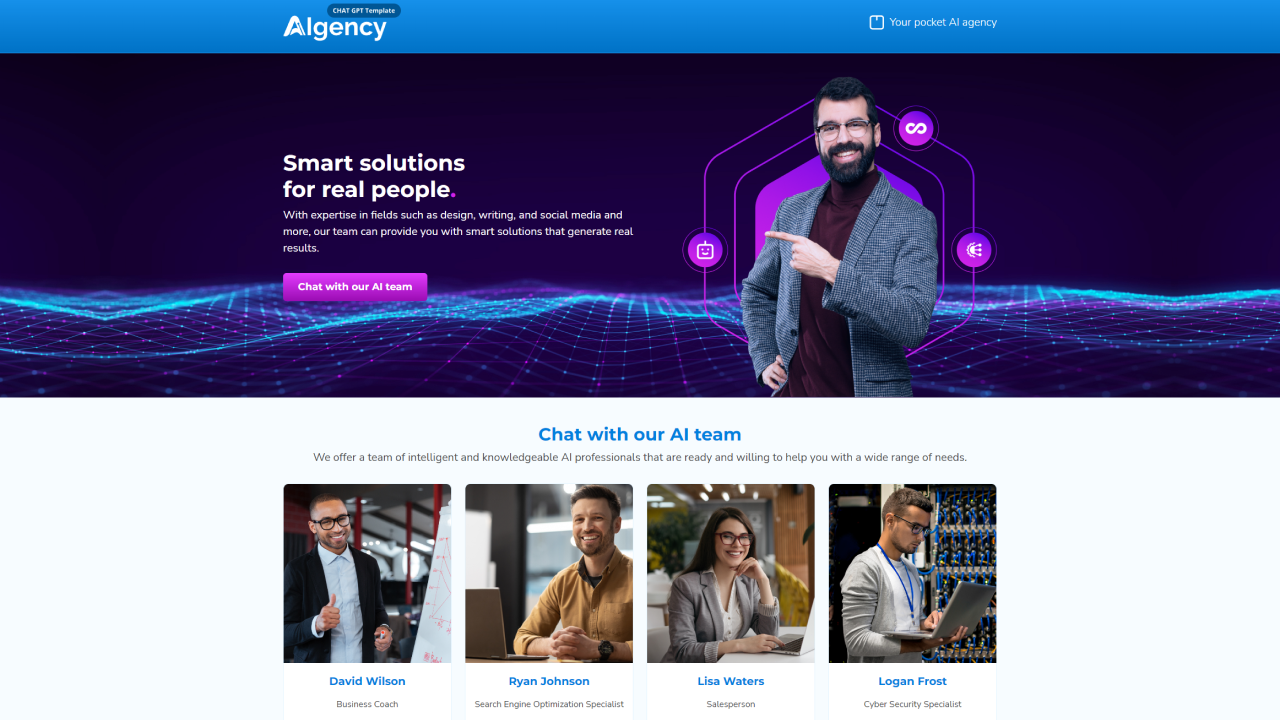 CHAT GPT Template
AIgency
Your pocket AI agency
Smart solutions
for real people.
With expertise in fields such as design, writing, and social media and
more, our team can provide you with smart solutions that generate real
results.
Chat with our AI team
Chat with our AI team
We offer a team of intelligent and knowledgeable AI professionals that are ready and willing to help you with a wide range of needs.
David Wilson
Business Coach
Ryan Johnson
Search Engine Optimization Specialist
Lisa Waters
Salesperson
Logan Frost
Cyber Security Specialist